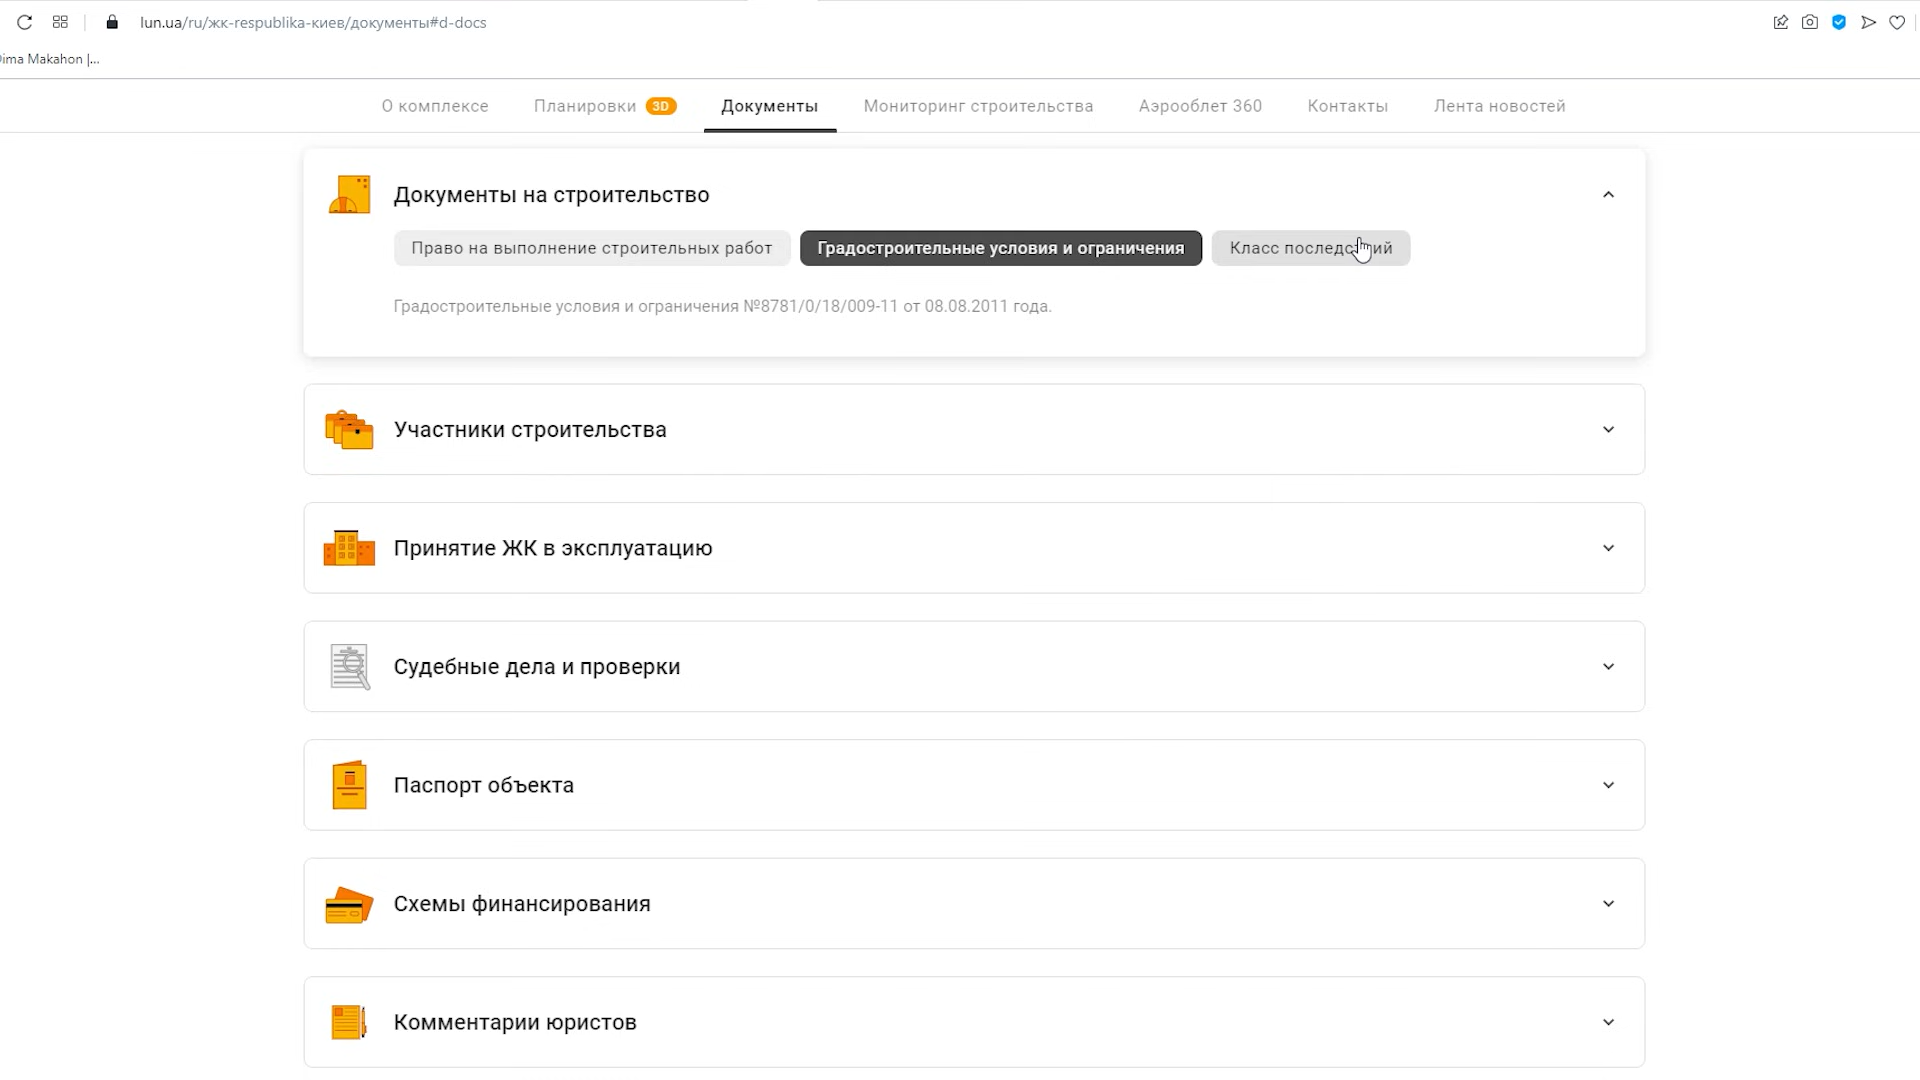 lun.ua/ru/жк-respublika-киев/документы#d-docs
Dima Makahon |...
О комплексе Планировки 3D Документы Мониторинг строительства Аэрооблет 360 Контакты Лента новостей
Документы на строительство
Право на выполнение строительных работ Градостроительные условия и ограничения Класс последствий
Градостроительные условия и ограничения №8781/0/18/009-11 от 08.08.2011 года.
Участники строительства
Принятие ЖК в эксплуатацию
Судебные дела и проверки
Паспорт объекта
Схемы финансирования
Комментарии юристов